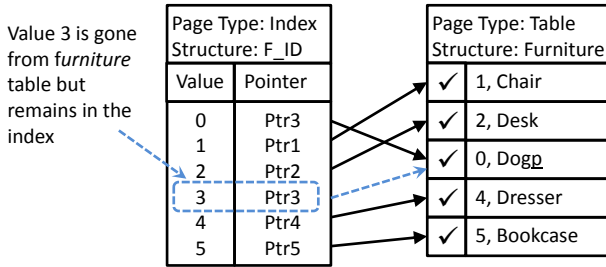 Value 3 is gone
from furniture
table but
remains in the
index
Page Type: Index
Structure: F_ID
Value Pointer
0 Ptr3
1 Ptr1
2 Ptr2
3 Ptr3
4 Ptr4
5 Ptr5
Page Type: Table
Structure: Furniture
✓ 1, Chair
✓ 2, Desk
✓ 0, Dogp
✓ 4, Dresser
✓ 5, Bookcase